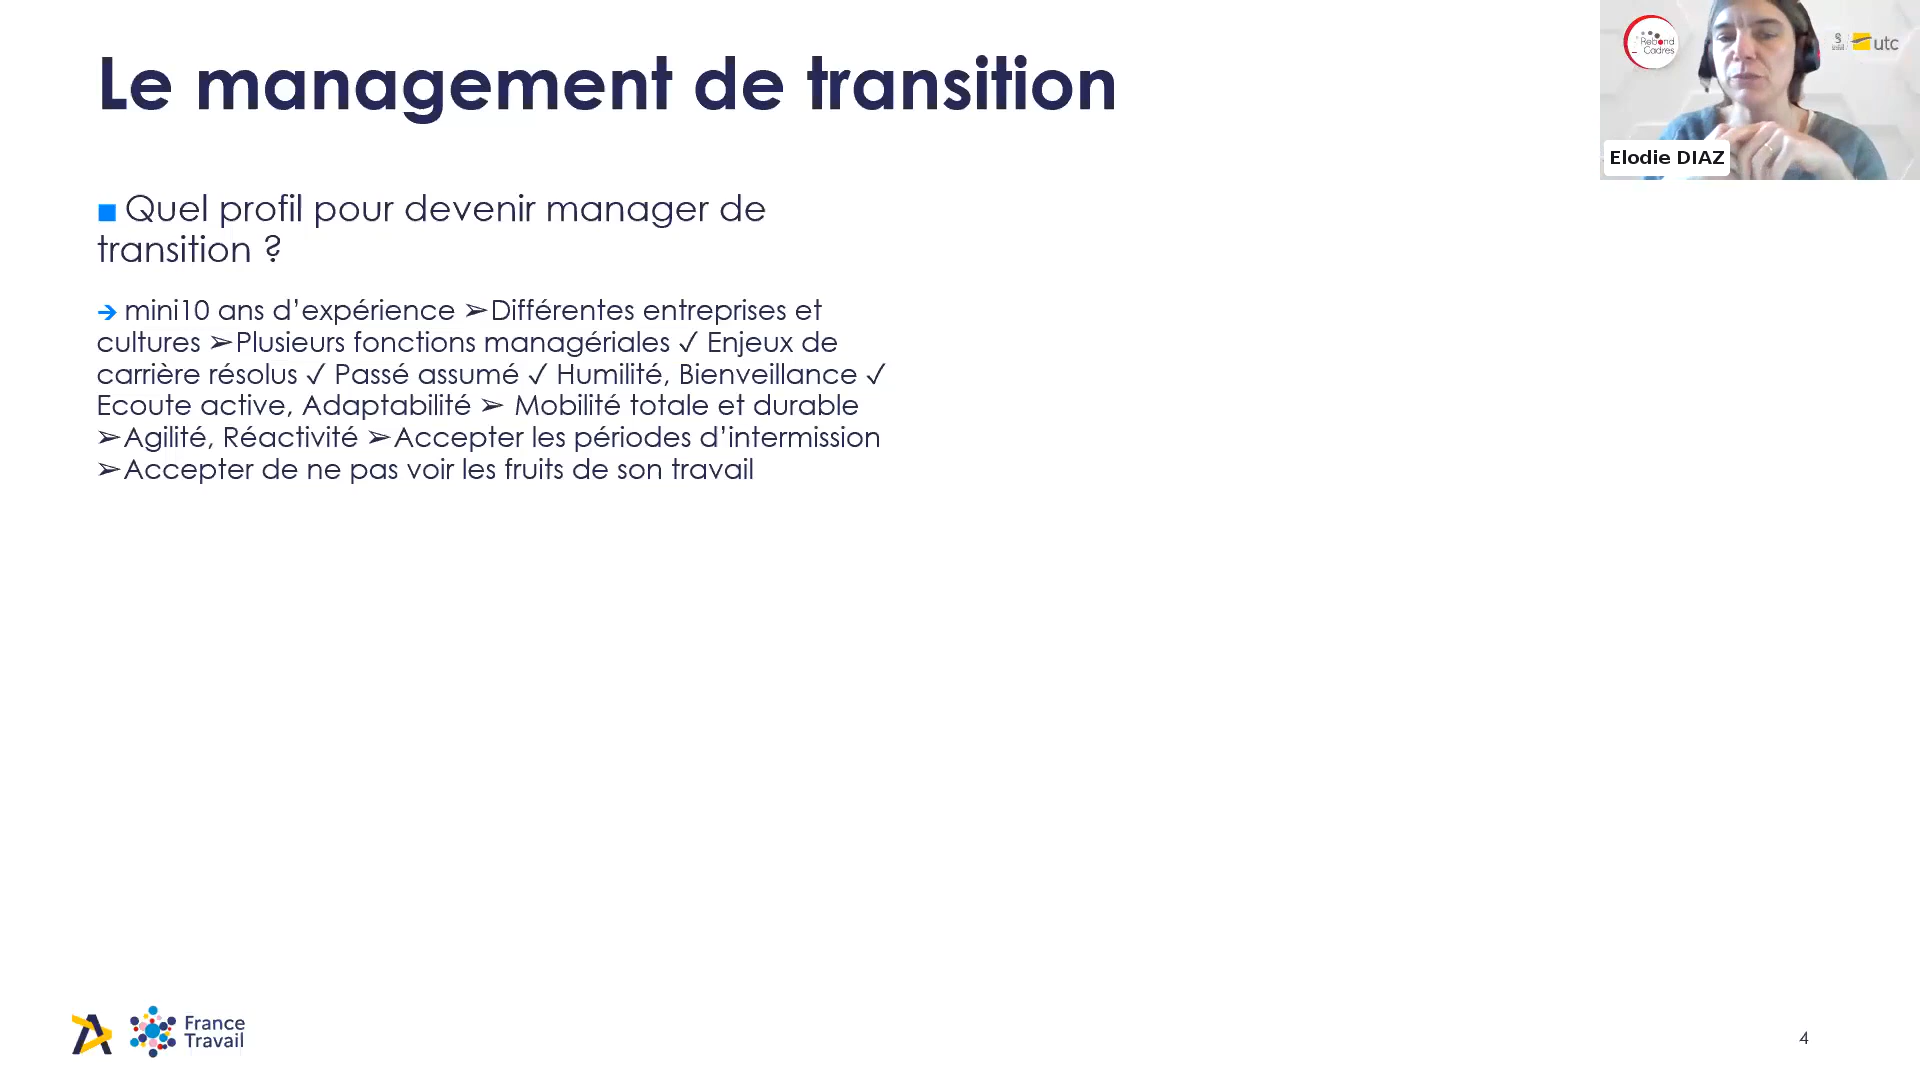 Le management de transition
■ Quel profil pour devenir manager de
transition ?
➔ mini10 ans d’expérience ➢Différentes entreprises et
cultures ➢Plusieurs fonctions managériales ✓ Enjeux de
carrière résolus ✓ Passé assumé ✓ Humilité, Bienveillance ✓
Ecoute active, Adaptabilité ➢ Mobilité totale et durable
➢Agilité, Réactivité ➢Accepter les périodes d’intermission
➢Accepter de ne pas voir les fruits de son travail
Rebond
Cadres
utc
Elodie DIAZ
France
Travail
4